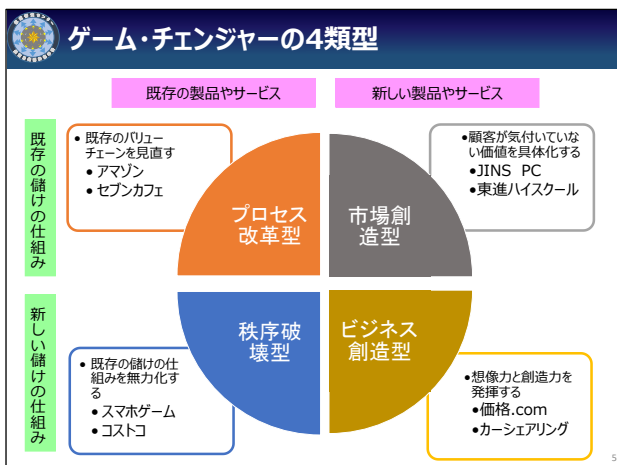 ゲーム・チェンジャーの4類型
既存の製品やサービス
新しい製品やサービス
既存の儲けの仕組み
• 既存のバリュー
チェーンを見直す
• アマゾン
• セブンカフェ
プロセス
改革型
市場創
造型
•顧客が気付いていな
い価値を具体化する
•JINS PC
•東進ハイスクール
新しい儲けの仕組み
• 既存の儲けの仕
組みを無力化す
る
• スマホゲーム
• コストコ
秩序破
壊型
ビジネス
創造型
•想像力と創造力を
発揮する
•価格.com
•カーシェアリング
5